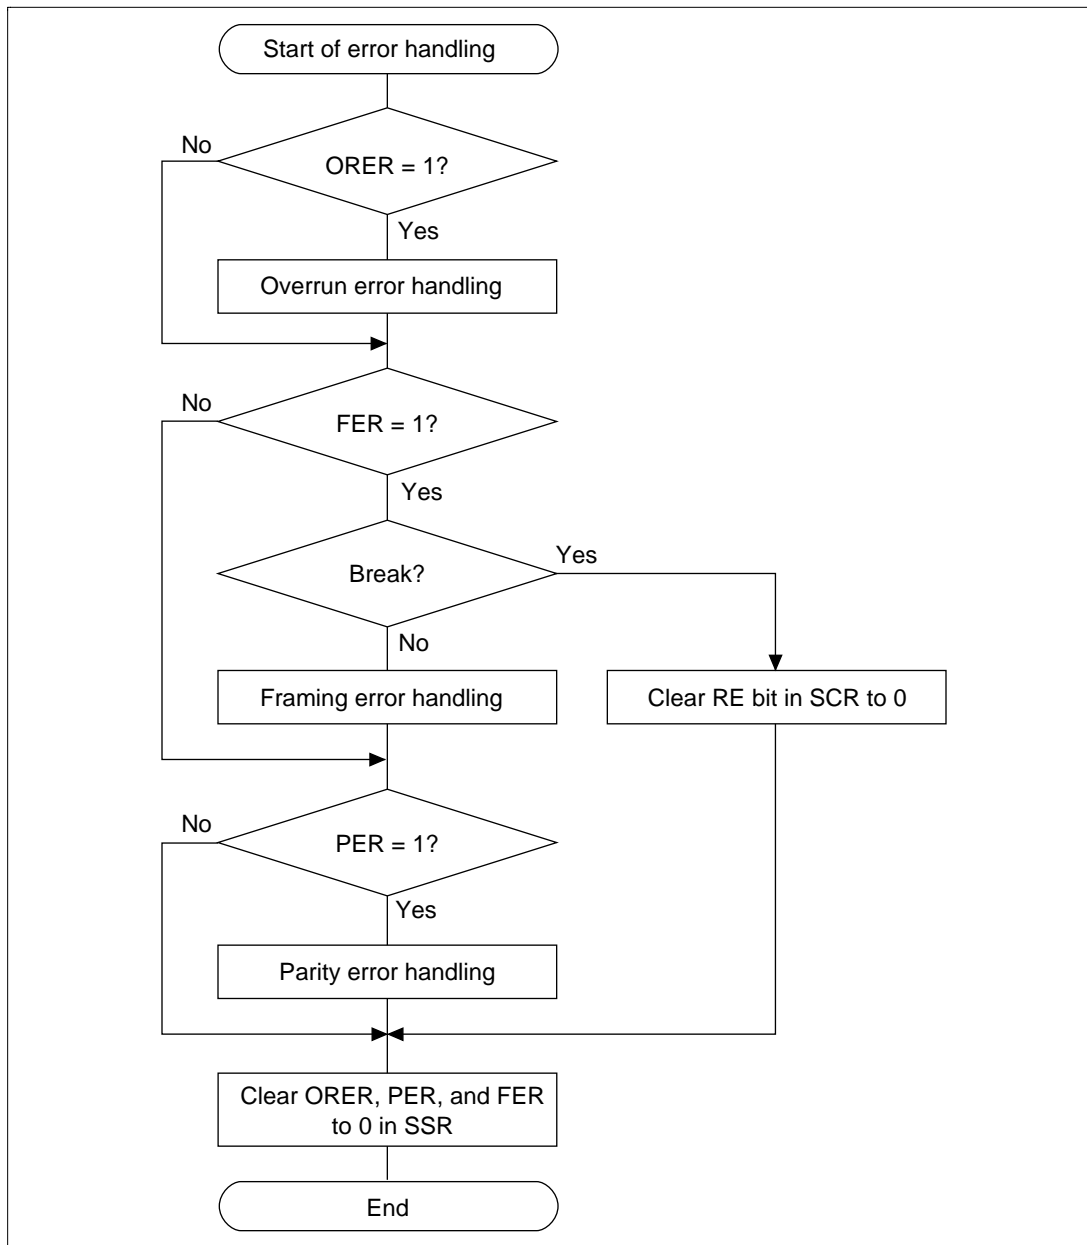 Start of error handling
No
ORER = 1?
Yes
Overrun error handling
No
FER = 1?
Yes
Break?
Yes
No
Framing error handling
Clear RE bit in SCR to 0
No
PER = 1?
Yes
Parity error handling
Clear ORER, PER, and FER
to 0 in SSR
End